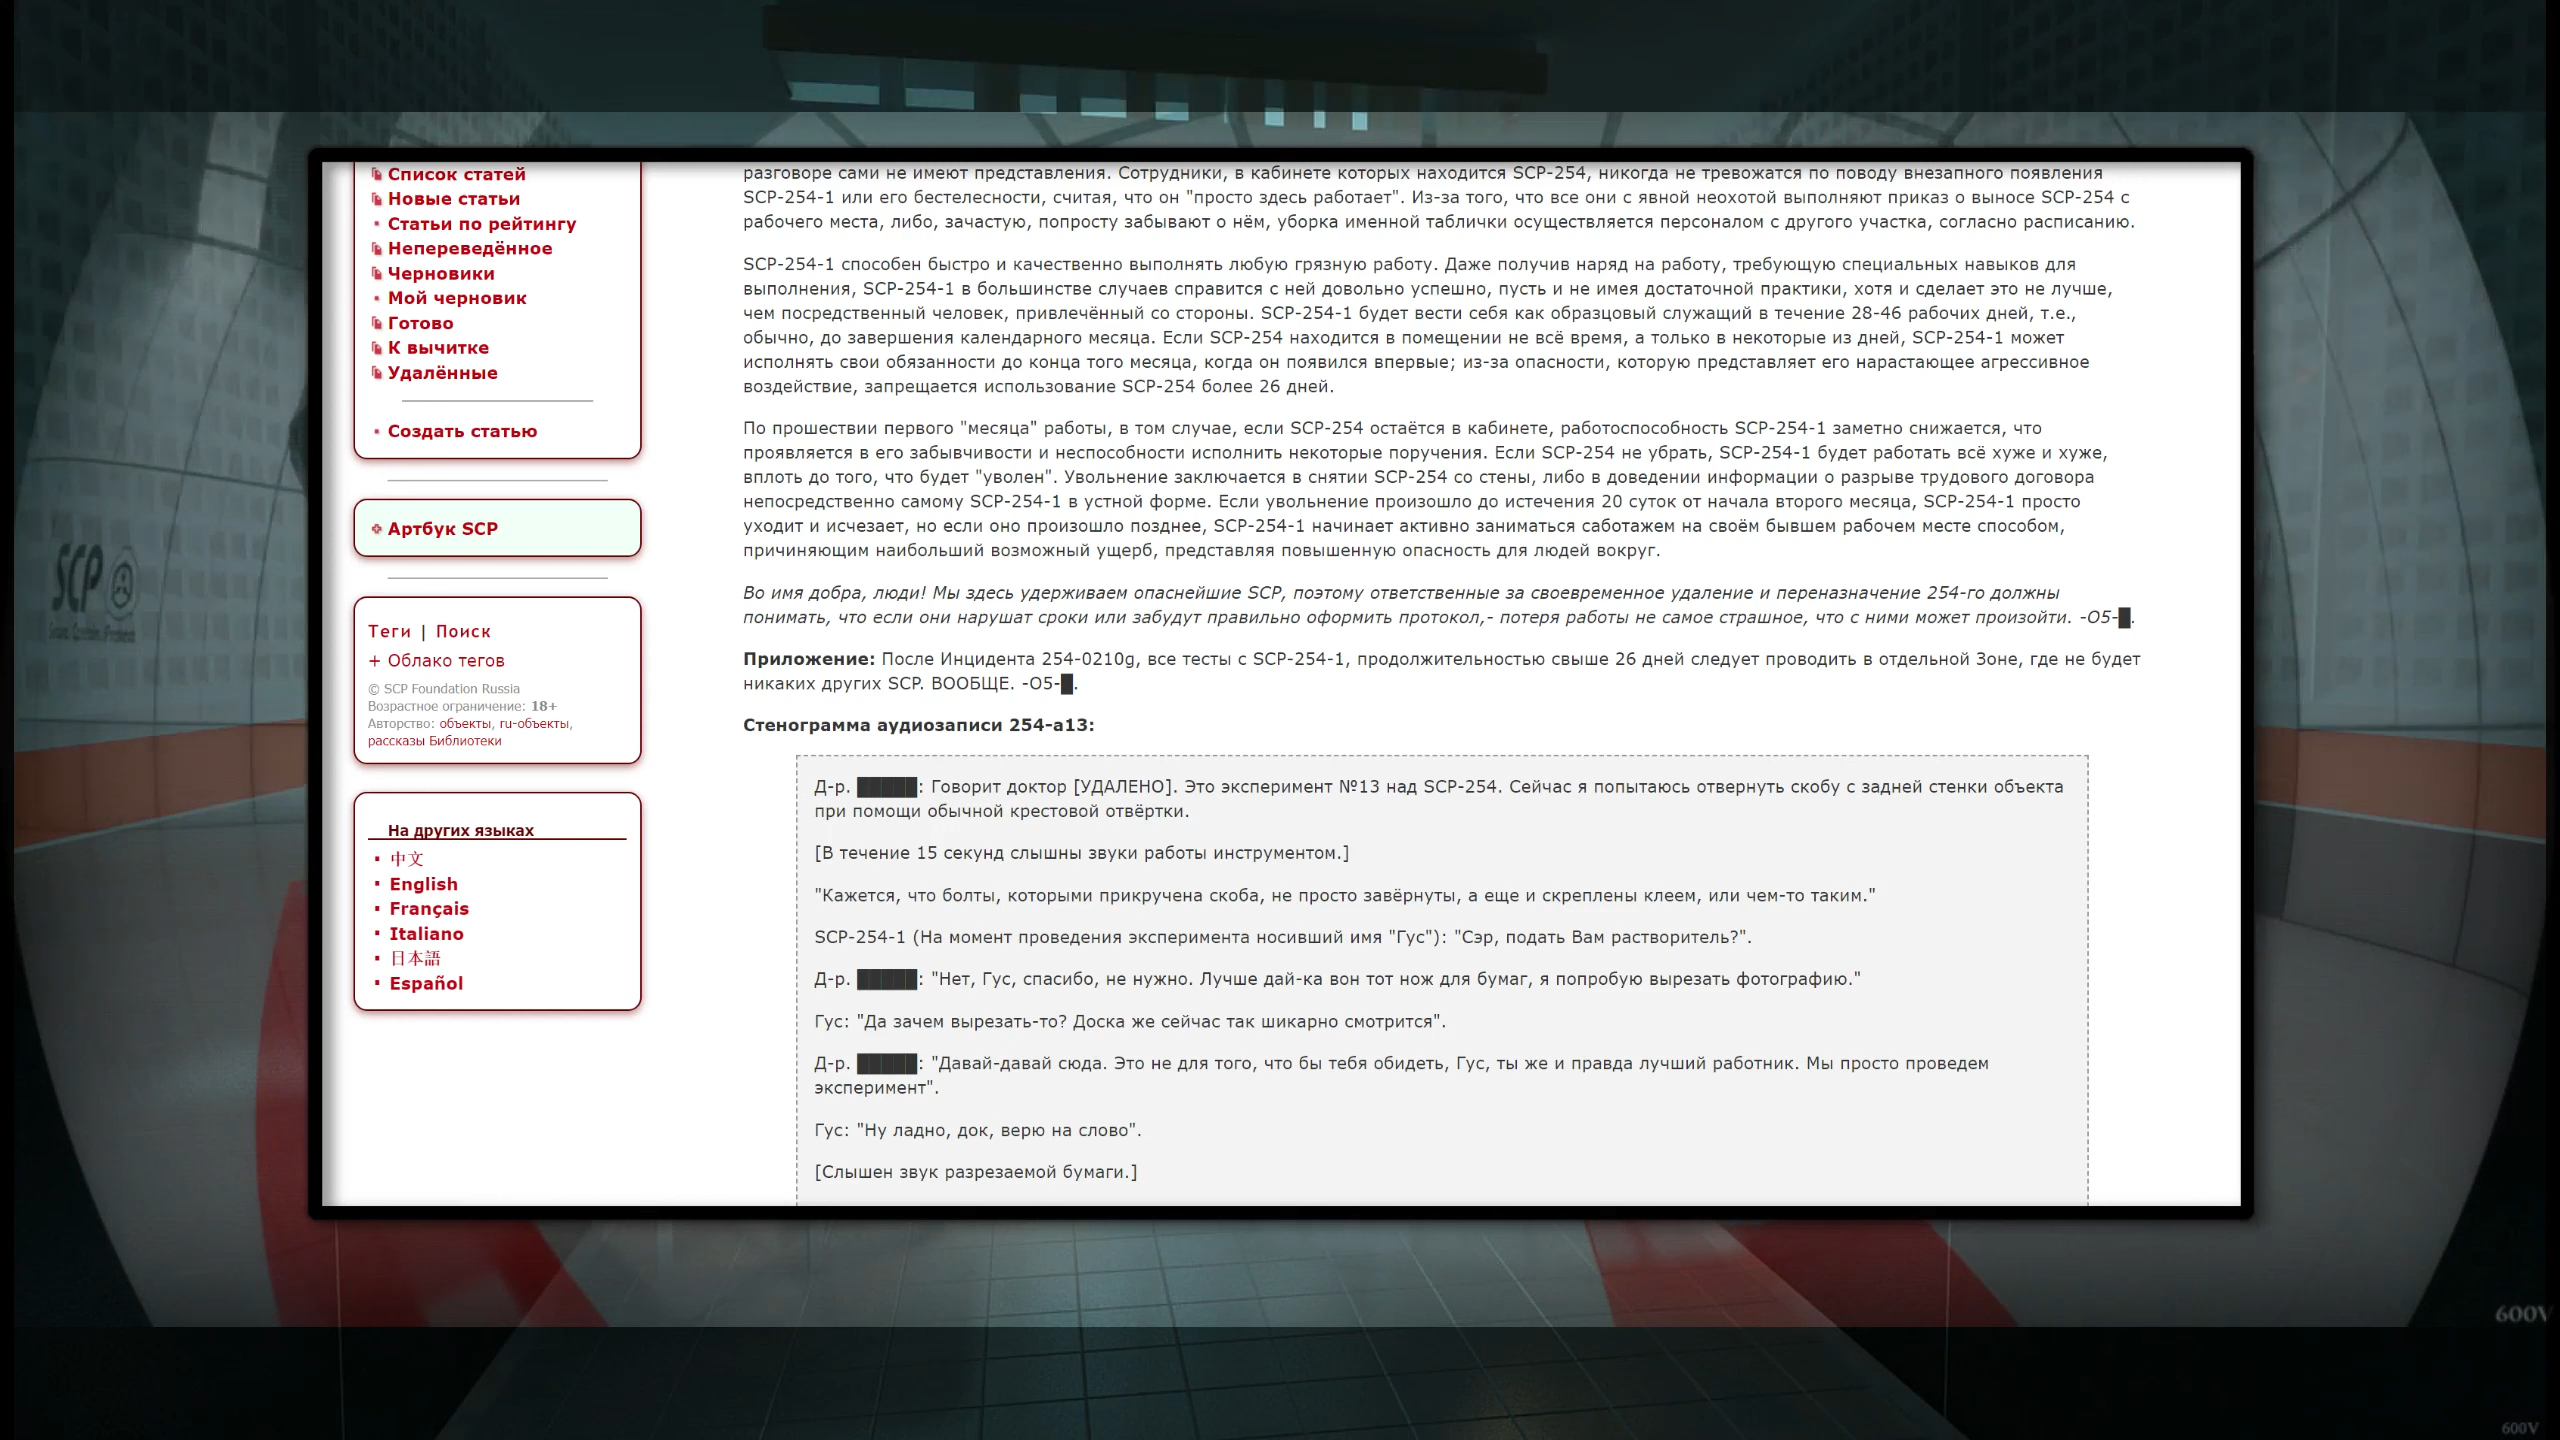 Список статей
Новые статьи
Статьи по рейтингу
Непереведённое
Черновики
Мой черновик
Готово
К вычитке
Удалённые
Создать статью
Артбук SCP
Теги | Поиск
+ Облако тегов
© SCP Foundation Russia
Возрастное ограничение: 18+
Авторство: объекты, ru-объекты,
рассказы Библиотеки
На других языках
中文
English
Français
Italiano
日本語
Español
разговоре сами не имеют представления. Сотрудники, в кабинете которых находится SCP-254, никогда не тревожатся по поводу внезапного появления
SCP-254-1 или его бестелесности, считая, что он "просто здесь работает". Из-за того, что все они с явной неохотой выполняют приказ о выносе SCP-254 с
рабочего места, либо, зачастую, попросту забывают о нём, уборка именной таблички осуществляется персоналом с другого участка, согласно расписанию.
SCP-254-1 способен быстро и качественно выполнять любую грязную работу. Даже получив наряд на работу, требующую специальных навыков для
выполнения, SCP-254-1 в большинстве случаев справится с ней довольно успешно, пусть и не имея достаточной практики, хотя и сделает это не лучше,
чем посредственный человек, привлечённый со стороны. SCP-254-1 будет вести себя как образцовый служащий в течение 28-46 рабочих дней, т.е.,
обычно, до завершения календарного месяца. Если SCP-254 находится в помещении не всё время, а только в некоторые из дней, SCP-254-1 может
исполнять свои обязанности до конца того месяца, когда он появился впервые; из-за опасности, которую представляет его нарастающее агрессивное
воздействие, запрещается использование SCP-254 более 26 дней.
По прошествии первого "месяца" работы, в том случае, если SCP-254 остаётся в кабинете, работоспособность SCP-254-1 заметно снижается, что
проявляется в его забывчивости и неспособности исполнить некоторые поручения. Если SCP-254 не убрать, SCP-254-1 будет работать всё хуже и хуже,
вплоть до того, что будет "уволен". Увольнение заключается в снятии SCP-254 со стены, либо в доведении информации о разрыве трудового договора
непосредственно самому SCP-254-1 в устной форме. Если увольнение произошло до истечения 20 суток от начала второго месяца, SCP-254-1 просто
уходит и исчезает, но если оно произошло позднее, SCP-254-1 начинает активно заниматься саботажем на своём бывшем рабочем месте способом,
причиняющим наибольший возможный ущерб, представляя повышенную опасность для людей вокруг.
Во имя добра, люди! Мы здесь удерживаем опаснейшие SCP, поэтому ответственные за своевременное удаление и переназначение 254-го должны
понимать, что если они нарушат сроки или забудут правильно оформить протокол,- потеря работы не самое страшное, что с ними может произойти. -О5-█.
Приложение: После Инцидента 254-0210g, все тесты с SCP-254-1, продолжительностью свыше 26 дней следует проводить в отдельной Зоне, где не будет
никаких других SCP. ВООБЩЕ. -О5-█.
Стенограмма аудиозаписи 254-a13:
Д-р. █████: Говорит доктор [УДАЛЕНО]. Это эксперимент №13 над SCP-254. Сейчас я попытаюсь отвернуть скобу с задней стенки объекта
при помощи обычной крестовой отвёртки.
[В течение 15 секунд слышны звуки работы инструментом.]
"Кажется, что болты, которыми прикручена скоба, не просто завёрнуты, а еще и скреплены клеем, или чем-то таким."
SCP-254-1 (На момент проведения эксперимента носивший имя "Гус"): "Сэр, подать Вам растворитель?".
Д-р. █████: "Нет, Гус, спасибо, не нужно. Лучше дай-ка вон тот нож для бумаг, я попробую вырезать фотографию."
Гус: "Да зачем вырезать-то? Доска же сейчас так шикарно смотрится".
Д-р. █████: "Давай-давай сюда. Это не для того, что бы тебя обидеть, Гус, ты же и правда лучший работник. Мы просто проведем
эксперимент".
Гус: "Ну ладно, док, верю на слово".
[Слышен звук разрезаемой бумаги.]
SCP
600V
600V